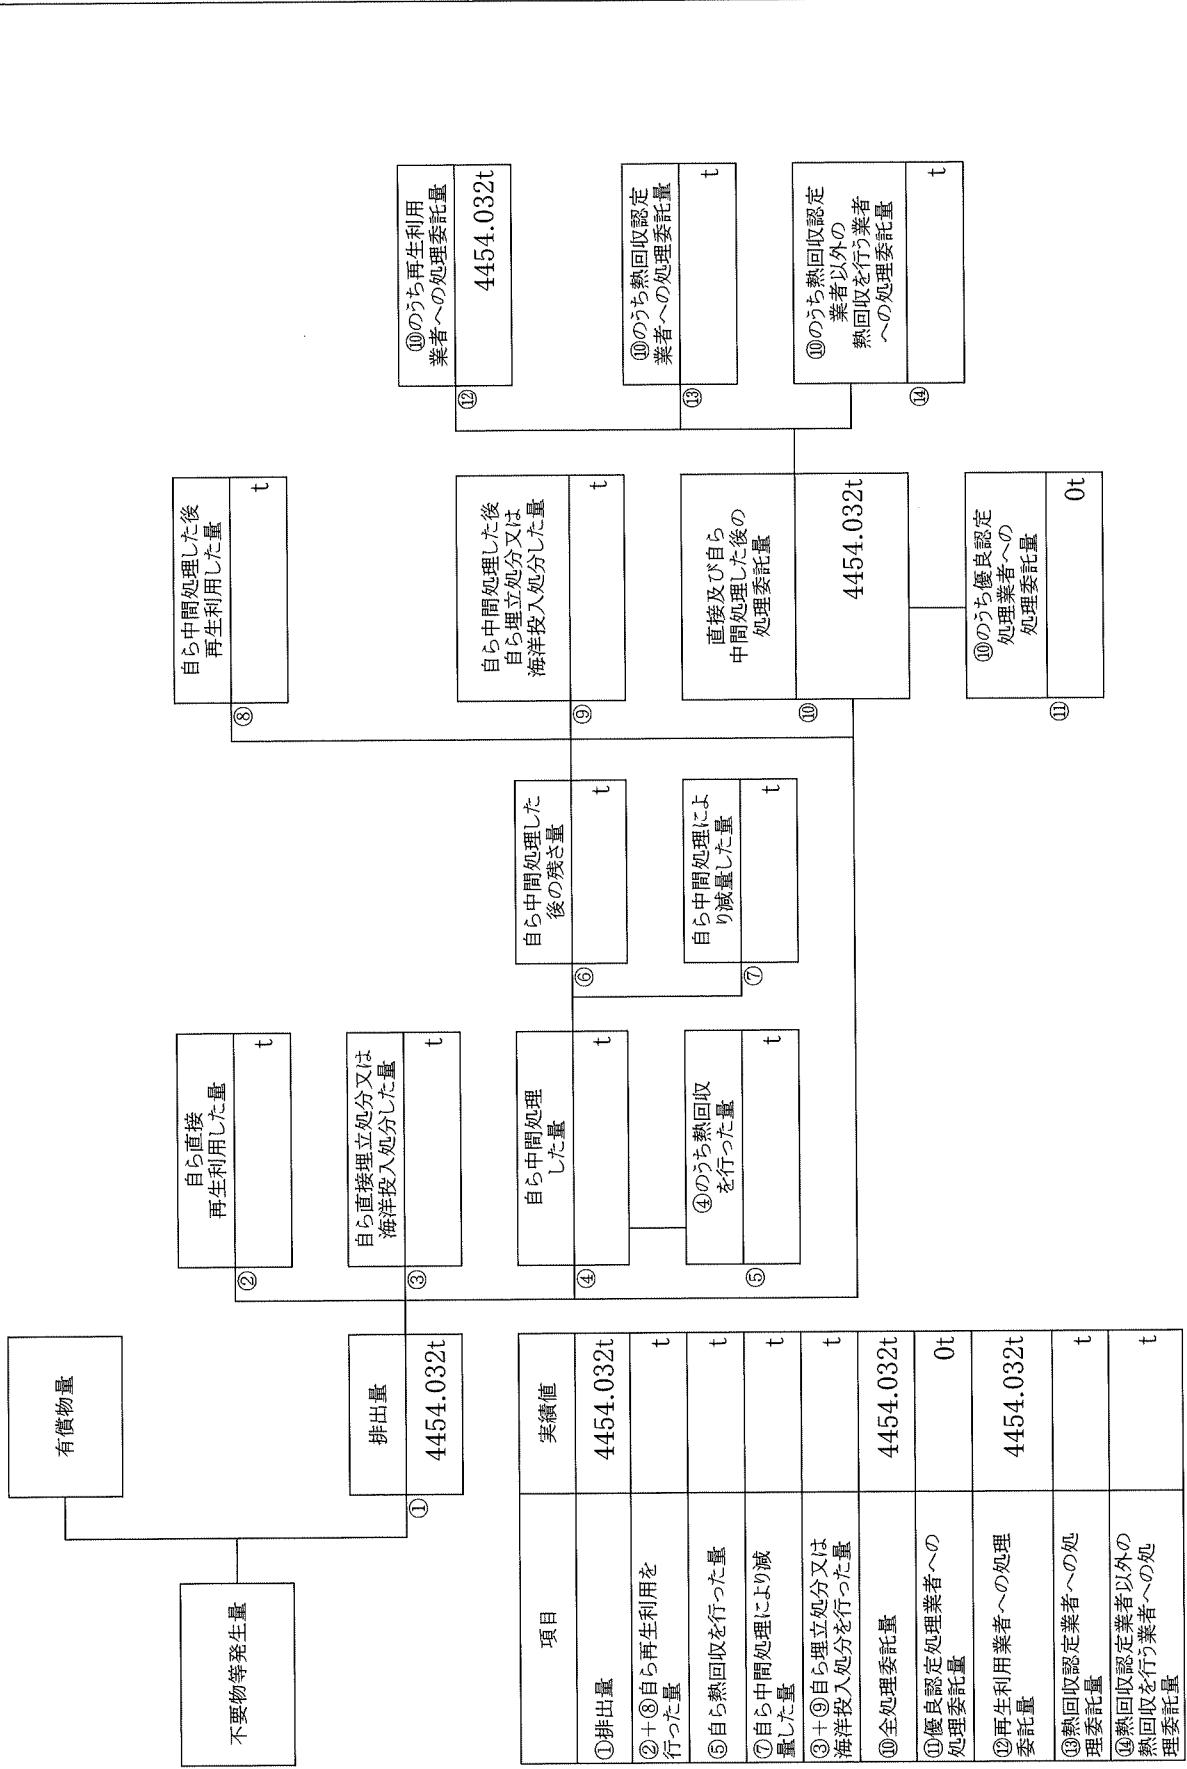 不要物等発生量
有償物量
①
排出量
4454.032t
②
自ら直接
再生利用した量
t
③
自ら直接埋立処分又は
海洋投入処分した量
t
④
自ら中間処理
した量
t
⑤
④のうち熱回収
を行った量
t
⑥
自ら中間処理した
後の残さ量
t
⑦
自ら中間処理によ
り減量した量
t
⑧
自ら中間処理した後
再生利用した量
t
⑨
自ら中間処理した後
自ら埋立処分又は
海洋投入処分した量
t
⑩
直接及び自ら
中間処理した後の
処理委託量
4454.032t
⑪
⑩のうち優良認定
処理業者への
処理委託量
0t
⑫
⑩のうち再生利用
業者への処理委託量
4454.032t
⑬
⑩のうち熱回収認定
業者への処理委託量
t
⑭
⑩のうち熱回収認定
業者以外の
熱回収を行う業者
への処理委託量
t
項目
実績値
①排出量
4454.032t
②+⑧自ら再生利用を
行った量
t
⑤自ら熱回収を行った量
t
⑦自ら中間処理により減
量した量
t
③+⑨自ら埋立処分又は
海洋投入処分を行った量
t
⑩全処理委託量
4454.032t
⑪優良認定処理業者への
処理委託量
0t
⑫再生利用業者への処理
委託量
4454.032t
⑬熱回収認定業者への処
理委託量
t
⑭熱回収認定業者以外の
熱回収を行う業者への処
理委託量
t